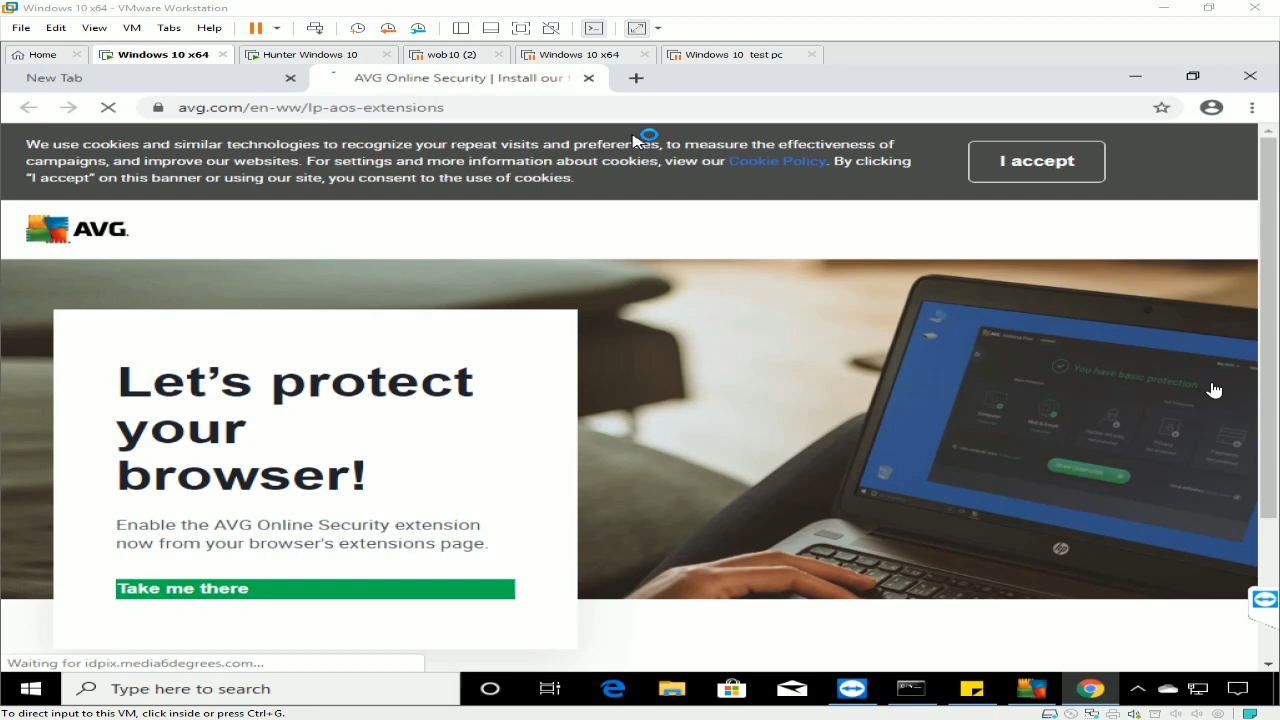 Windows 10 x64 - VMware Workstation
File Edit View VM Tabs Help
Home Windows 10 x64 Hunter Windows 10 wob10 (2) Windows 10 x64 Windows 10 test pc
New Tab AVG Online Security | Install our
avg.com/en-ww/lp-aos-extensions
We use cookies and similar technologies to recognize your repeat visits and preferences, to measure the effectiveness of
campaigns, and improve our websites. For settings and more information about cookies, view our Cookie Policy. By clicking
"I accept" on this banner or using our site, you consent to the use of cookies.
I accept
AVG.
You have basic protection
SCAN COMPUTER
hp
Let's protect
your
browser!
Enable the AVG Online Security extension
now from your browser's extensions page.
Take me there
Waiting for idpix.media6degrees.com...
Type here to search
To direct input to this VM, click inside or press Ctrl+G.